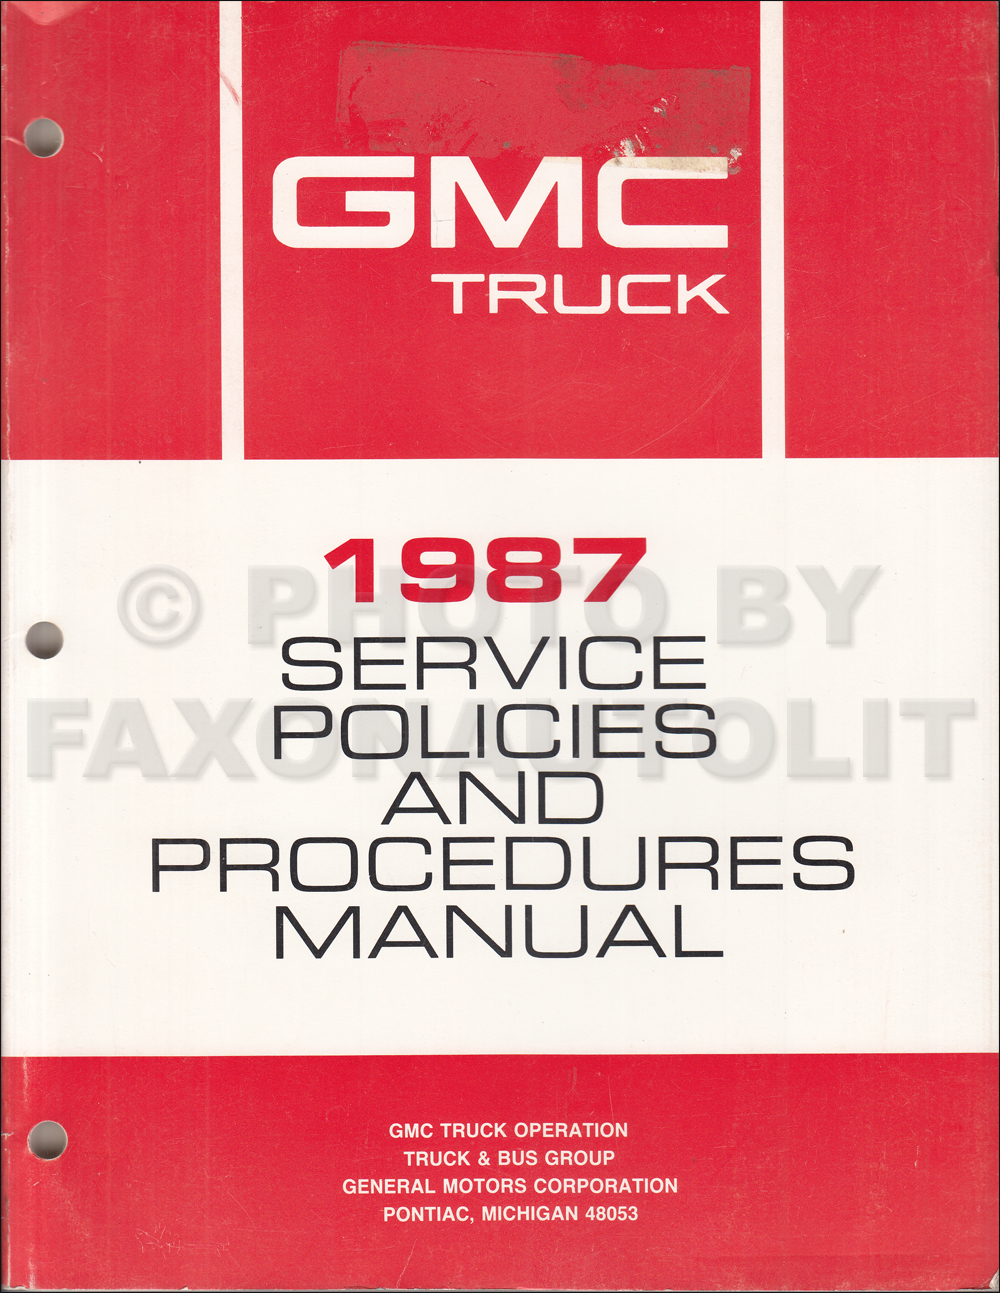 GMC
TRUCK
1987
© PHOTO BY
SERVICE
FAXONAUTOLIT
POLICIES
AND
PROCEDURES
MANUAL
GMC TRUCK OPERATION
TRUCK & BUS GROUP
GENERAL MOTORS CORPORATION
PONTIAC, MICHIGAN 48053